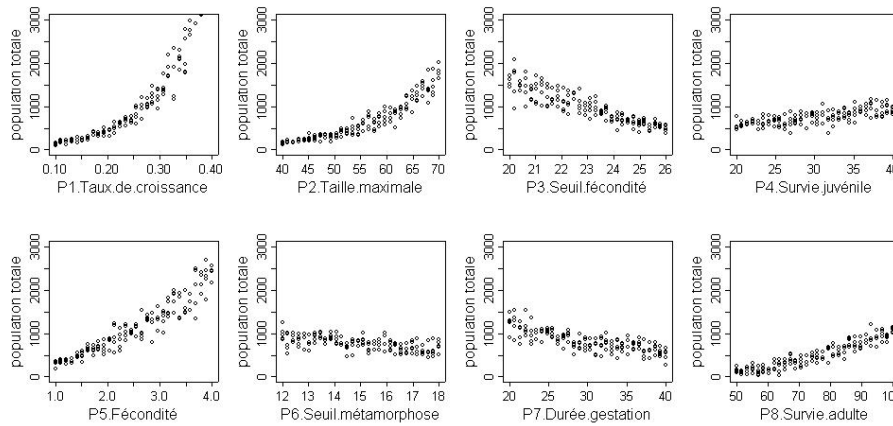 population totale
0 1000 2000 3000
0.10 0.20 0.30 0.40
P1.Taux.de.croissance
population totale
0 1000 2000 3000
40 45 50 55 60 65 70
P2.Taille.maximale
population totale
0 1000 2000 3000
20 21 22 23 24 25 26
P3.Seuil.fécondité
population totale
0 1000 2000 3000
20 25 30 35 40
P4.Survie.juvénile
population totale
0 1000 2000 3000
1.0 2.0 3.0 4.0
P5.Fécondité
population totale
0 1000 2000 3000
12 13 14 15 16 17 18
P6.Seuil.métamorphose
population totale
0 1000 2000 3000
20 25 30 35 40
P7.Durée.gestation
population totale
0 1000 2000 3000
50 60 70 80 90 100
P8.Survie.adulte